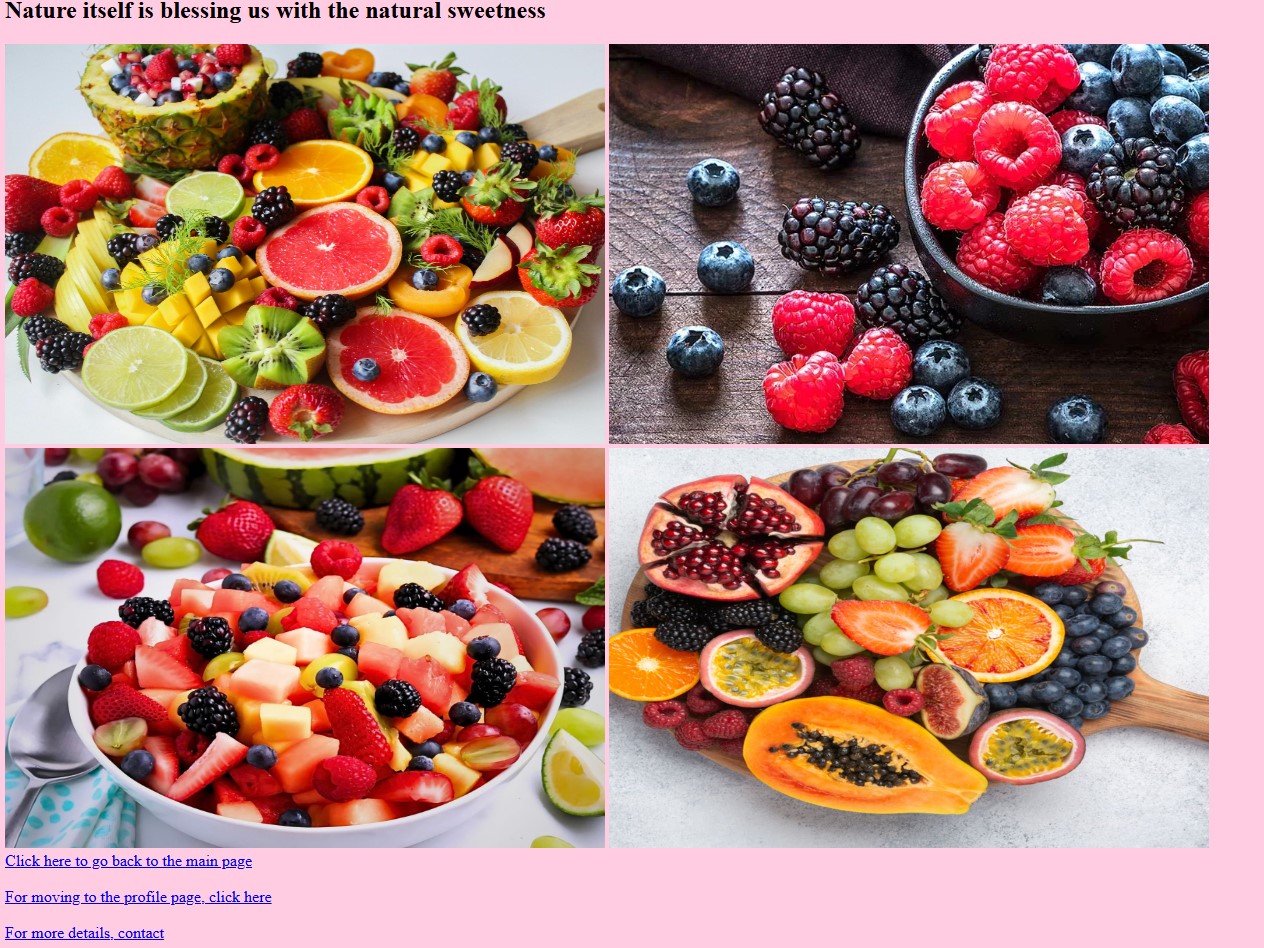 Nature itself is blessing us with the natural sweetness
Click here to go back to the main page
For moving to the profile page, click here
For more details, contact